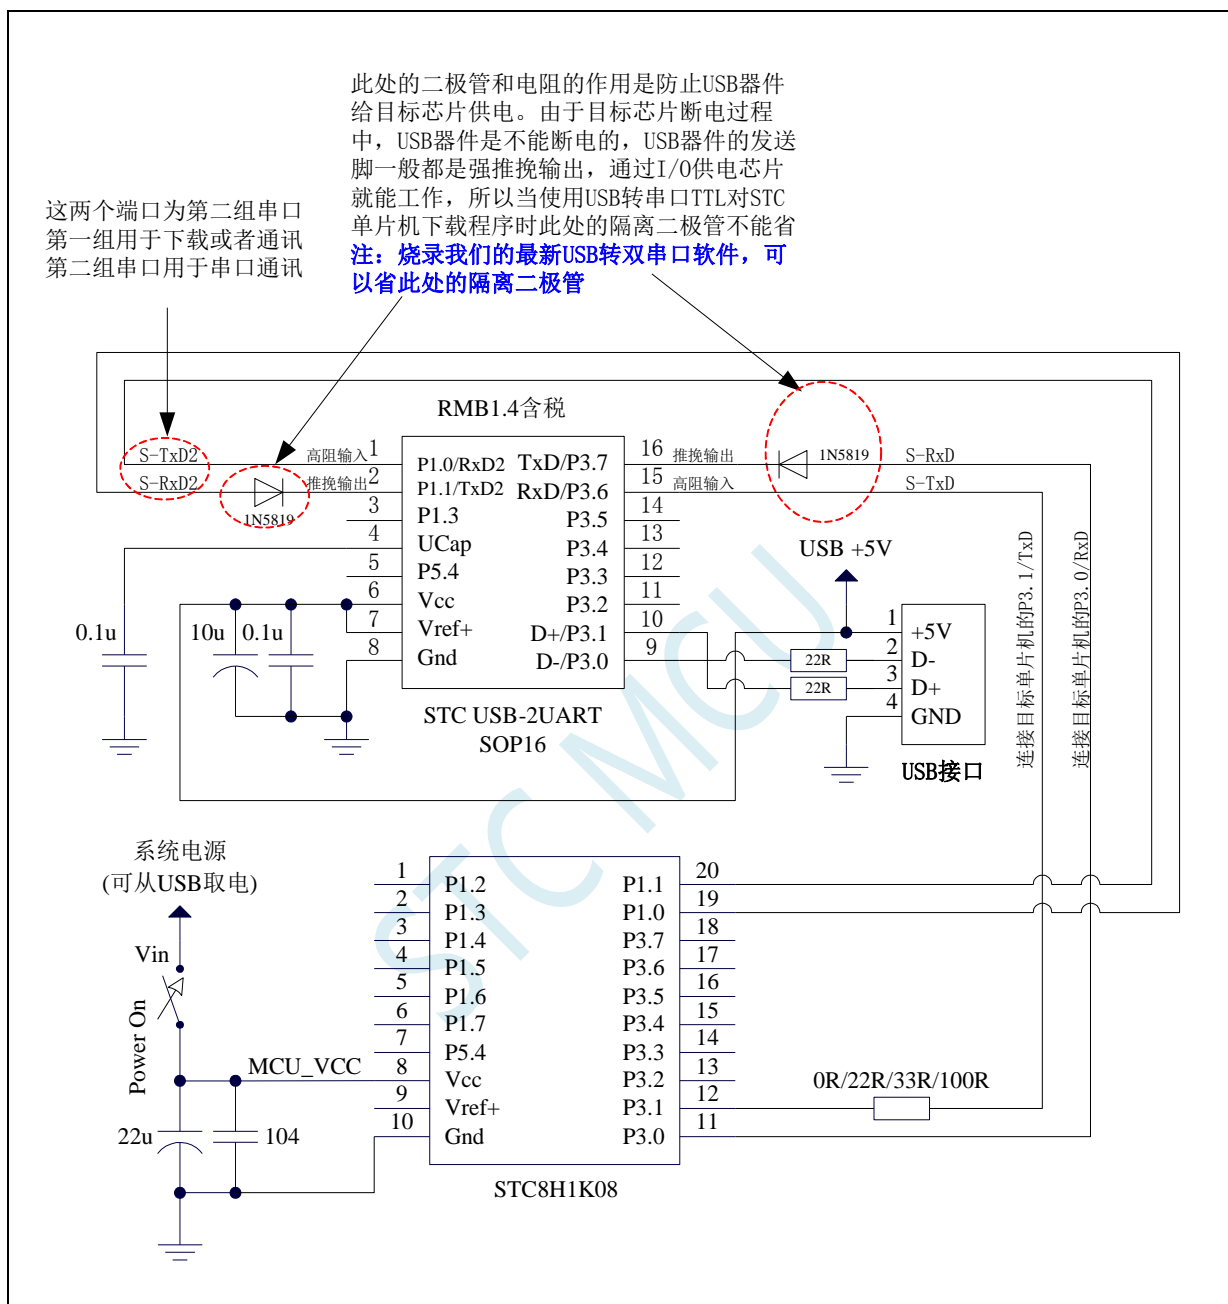 此处的二极管和电阻的作用是防止USB器件
给目标芯片供电。由于目标芯片断电过程
中，USB器件是不能断电的，USB器件的发送
脚一般都是强推挽输出，通过I/O供电芯片
就能工作，所以当使用USB转串口TTL对STC
单片机下载程序时此处的隔离二极管不能省
注：烧录我们的最新USB转双串口软件，可
以省此处的隔离二极管
这两个端口为第二组串口
第一组用于下载或者通讯
第二组串口用于串口通讯
RMB1.4含税
S-TxD2
高阻输入
1
P1.0/RxD2
TxD/P3.7
16
推挽输出
1N5819
S-RxD
S-RxD2
1N5819
推挽输出
2
P1.1/TxD2
RxD/P3.6
15
高阻输入
S-TxD
3
P1.3
P3.5
14
4
UCap
P3.4
13
5
P5.4
P3.3
12
6
Vcc
P3.2
11
7
Vref+
D+/P3.1
10
8
Gnd
D-/P3.0
9
0.1u
10u
0.1u
STC USB-2UART
SOP16
USB +5V
22R
22R
1
+5V
2
D-
3
D+
4
GND
USB接口
连接目标单片机的P3.1/TxD
连接目标单片机的P3.0/RxD
STC MCU
系统电源
(可从USB取电)
Vin
Power On
MCU_VCC
22u
104
1
P1.2
P1.1
20
2
P1.3
P1.0
19
3
P1.4
P3.7
18
4
P1.5
P3.6
17
5
P1.6
P3.5
16
6
P1.7
P3.4
15
7
P5.4
P3.3
14
8
Vcc
P3.2
13
9
Vref+
P3.1
12
10
Gnd
P3.0
11
0R/22R/33R/100R
STC8H1K08